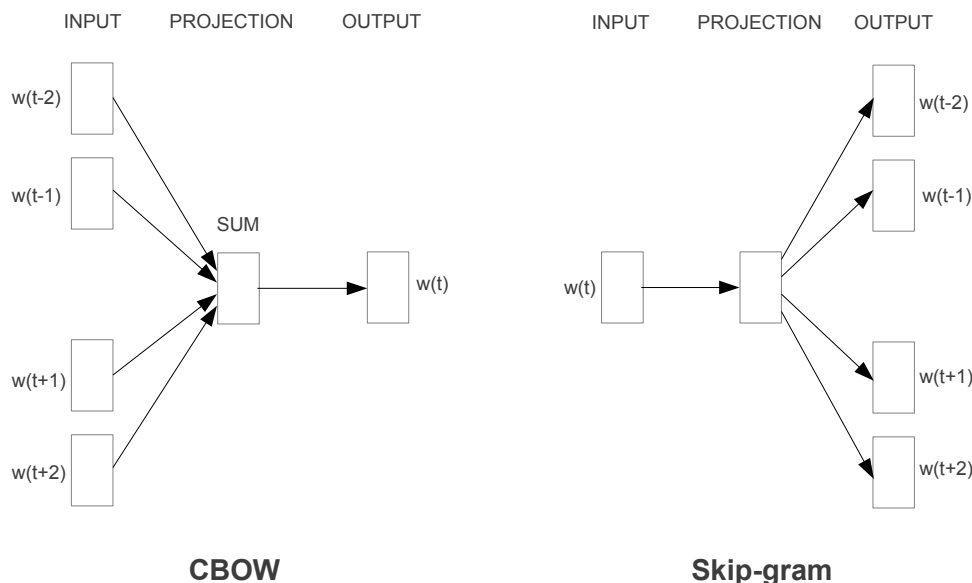 INPUT PROJECTION OUTPUT
w(t-2)
w(t-1)
SUM
w(t)
w(t+1)
w(t+2)
CBOW
INPUT PROJECTION OUTPUT
w(t-2)
w(t-1)
w(t)
w(t+1)
w(t+2)
Skip-gram